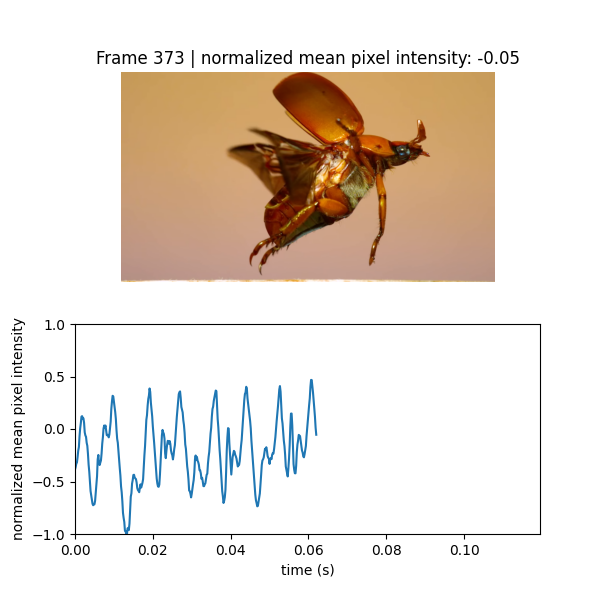 Frame 373 | normalized mean pixel intensity: -0.05
normalized mean pixel intensity
1.0
0.5
0.0
−0.5
−1.0
0.00 0.02 0.04 0.06 0.08 0.10
time (s)